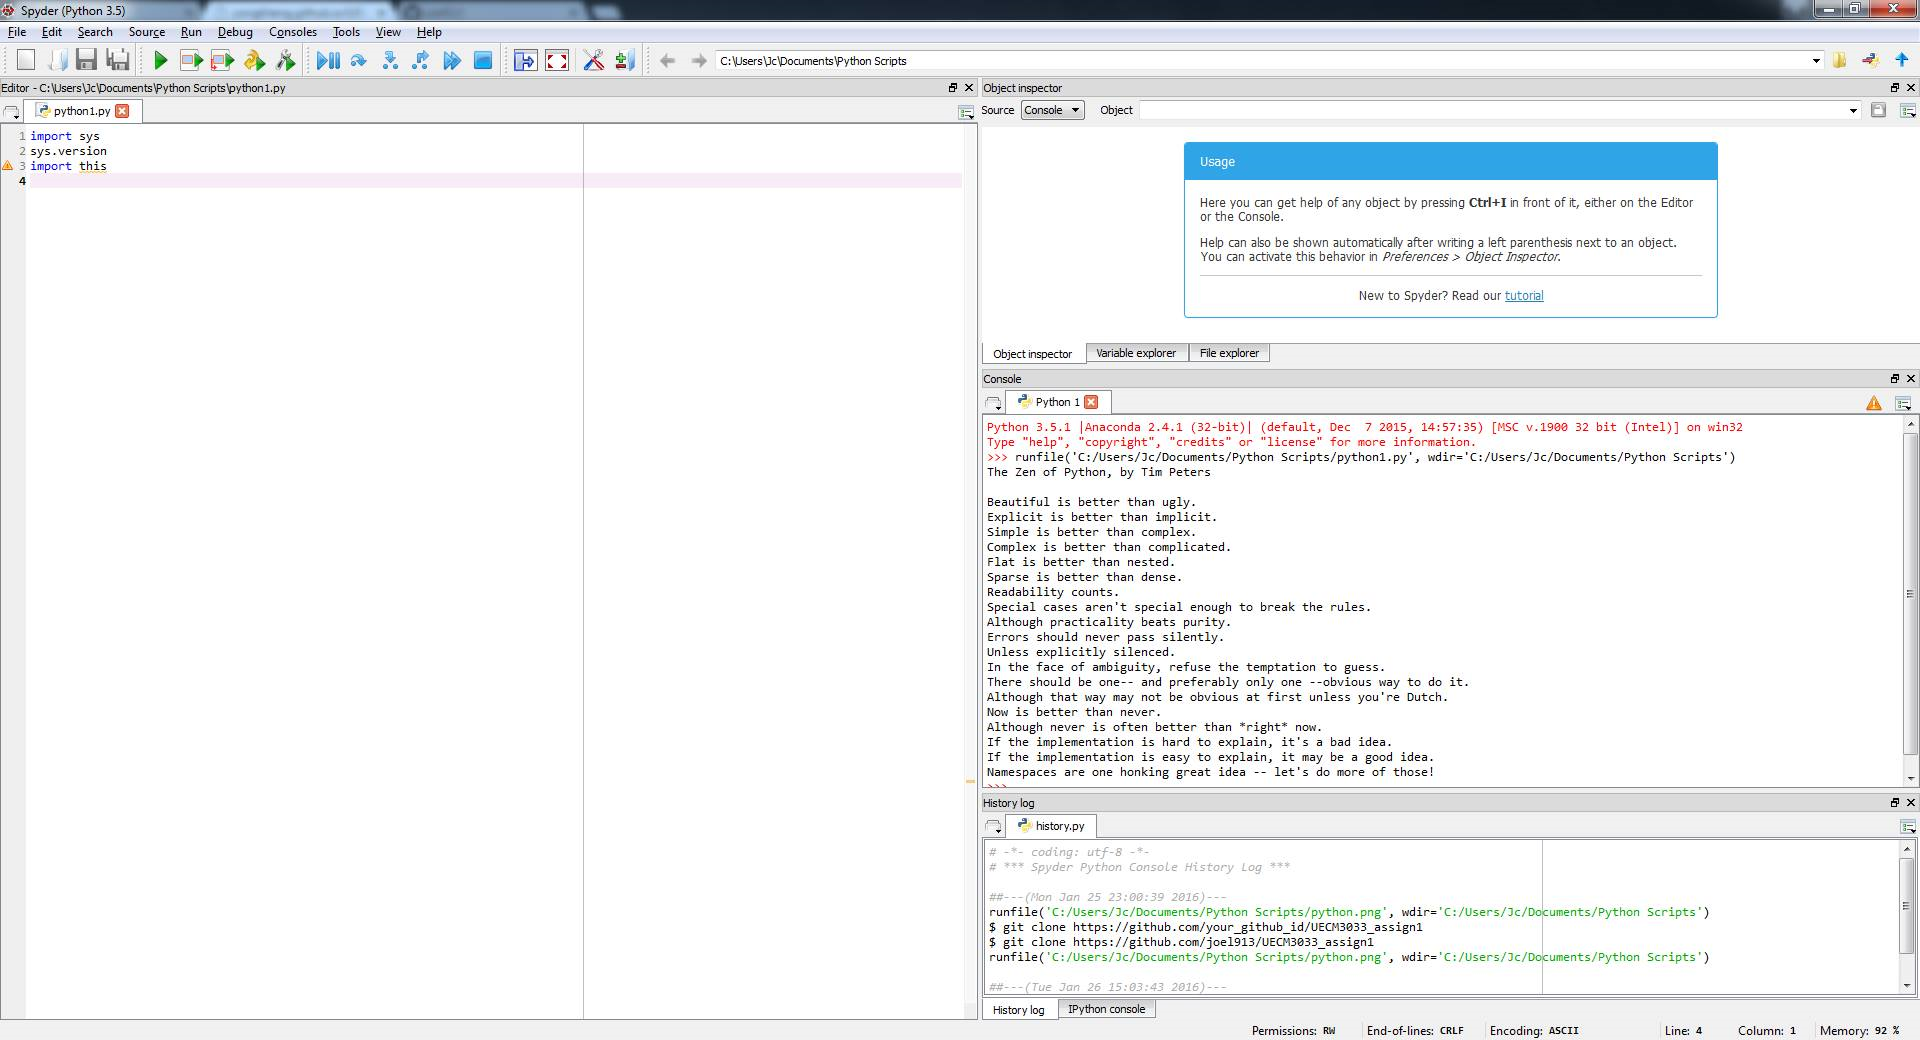 Spyder (Python 3.5)
File Edit Search Source Run Debug Consoles Tools View Help
C:\Users\Jc\Documents\Python Scripts
Editor - C:\Users\Jc\Documents\Python Scripts\python1.py
python1.py
1 import sys
2 sys.version
3 import this
4
Object inspector
Source Console Object
Usage
Here you can get help of any object by pressing Ctrl+I in front of it, either on the Editor
or the Console.
Help can also be shown automatically after writing a left parenthesis next to an object.
You can activate this behavior in Preferences > Object Inspector.
New to Spyder? Read our tutorial
Object inspector Variable explorer File explorer
Console
Python 1
Python 3.5.1 |Anaconda 2.4.1 (32-bit)| (default, Dec  7 2015, 14:57:35) [MSC v.1900 32 bit (Intel)] on win32
Type "help", "copyright", "credits" or "license" for more information.
>>> runfile('C:/Users/Jc/Documents/Python Scripts/python1.py', wdir='C:/Users/Jc/Documents/Python Scripts')
The Zen of Python, by Tim Peters
Beautiful is better than ugly.
Explicit is better than implicit.
Simple is better than complex.
Complex is better than complicated.
Flat is better than nested.
Sparse is better than dense.
Readability counts.
Special cases aren't special enough to break the rules.
Although practicality beats purity.
Errors should never pass silently.
Unless explicitly silenced.
In the face of ambiguity, refuse the temptation to guess.
There should be one-- and preferably only one --obvious way to do it.
Although that way may not be obvious at first unless you're Dutch.
Now is better than never.
Although never is often better than *right* now.
If the implementation is hard to explain, it's a bad idea.
If the implementation is easy to explain, it may be a good idea.
Namespaces are one honking great idea -- let's do more of those!
>>>
History log
history.py
# -*- coding: utf-8 -*-
# *** Spyder Python Console History Log ***
##---(Mon Jan 25 23:00:39 2016)---
runfile('C:/Users/Jc/Documents/Python Scripts/python.png', wdir='C:/Users/Jc/Documents/Python Scripts')
$ git clone https://github.com/your_github_id/UECM3033_assign1
$ git clone https://github.com/joel913/UECM3033_assign1
runfile('C:/Users/Jc/Documents/Python Scripts/python.png', wdir='C:/Users/Jc/Documents/Python Scripts')
##---(Tue Jan 26 15:03:43 2016)---
History log IPython console
Permissions: RW End-of-lines: CRLF Encoding: ASCII Line: 4 Column: 1 Memory: 92 %